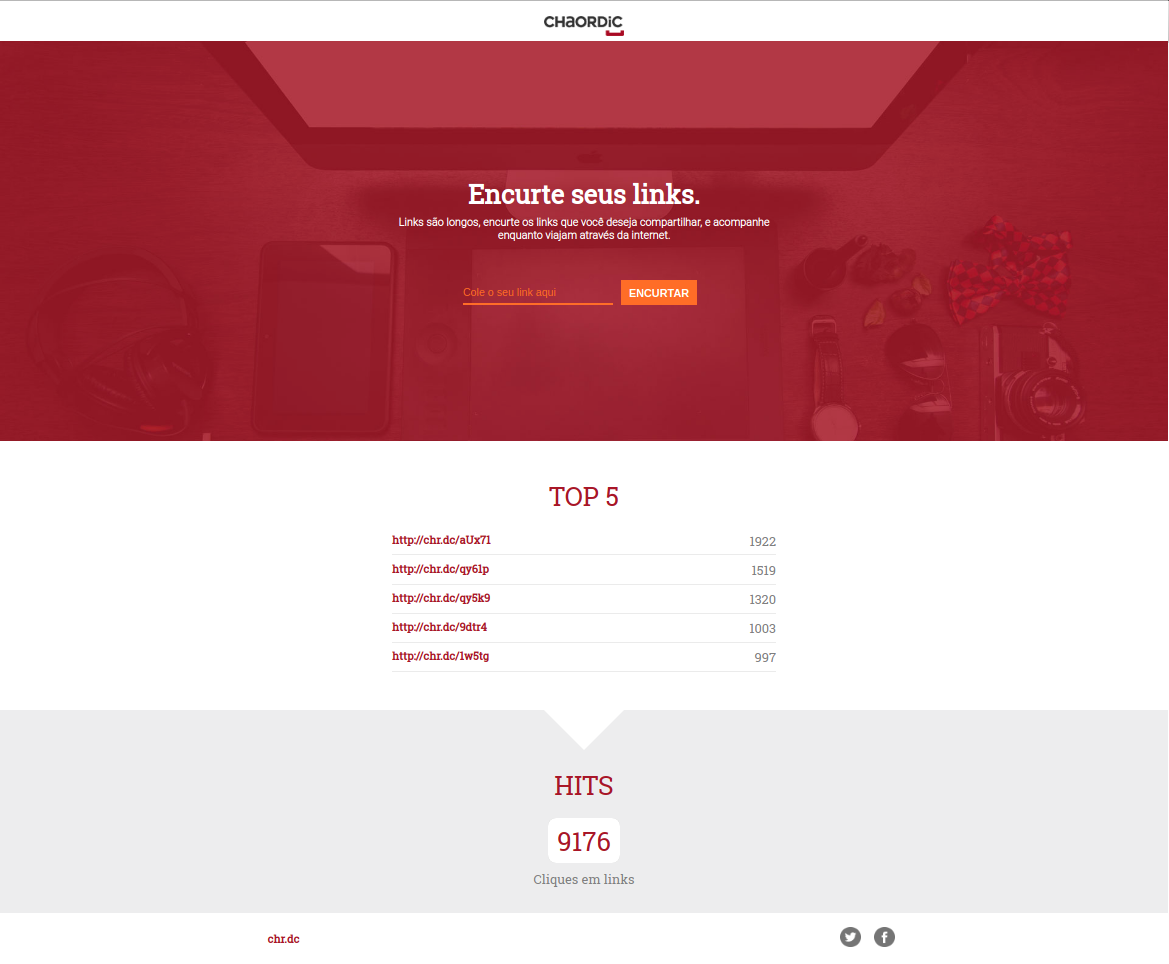 CHAORDiC
Encurte seus links.
Links são longos, encurte os links que você deseja compartilhar, e acompanhe
enquanto viajam através da internet.
Cole o seu link aqui ENCURTAR
TOP 5
http://chr.dc/aUx71 1922
http://chr.dc/qy61p 1519
http://chr.dc/qy5k9 1320
http://chr.dc/9dtr4 1003
http://chr.dc/1w5tg 997
HITS
9176
Cliques em links
chr.dc